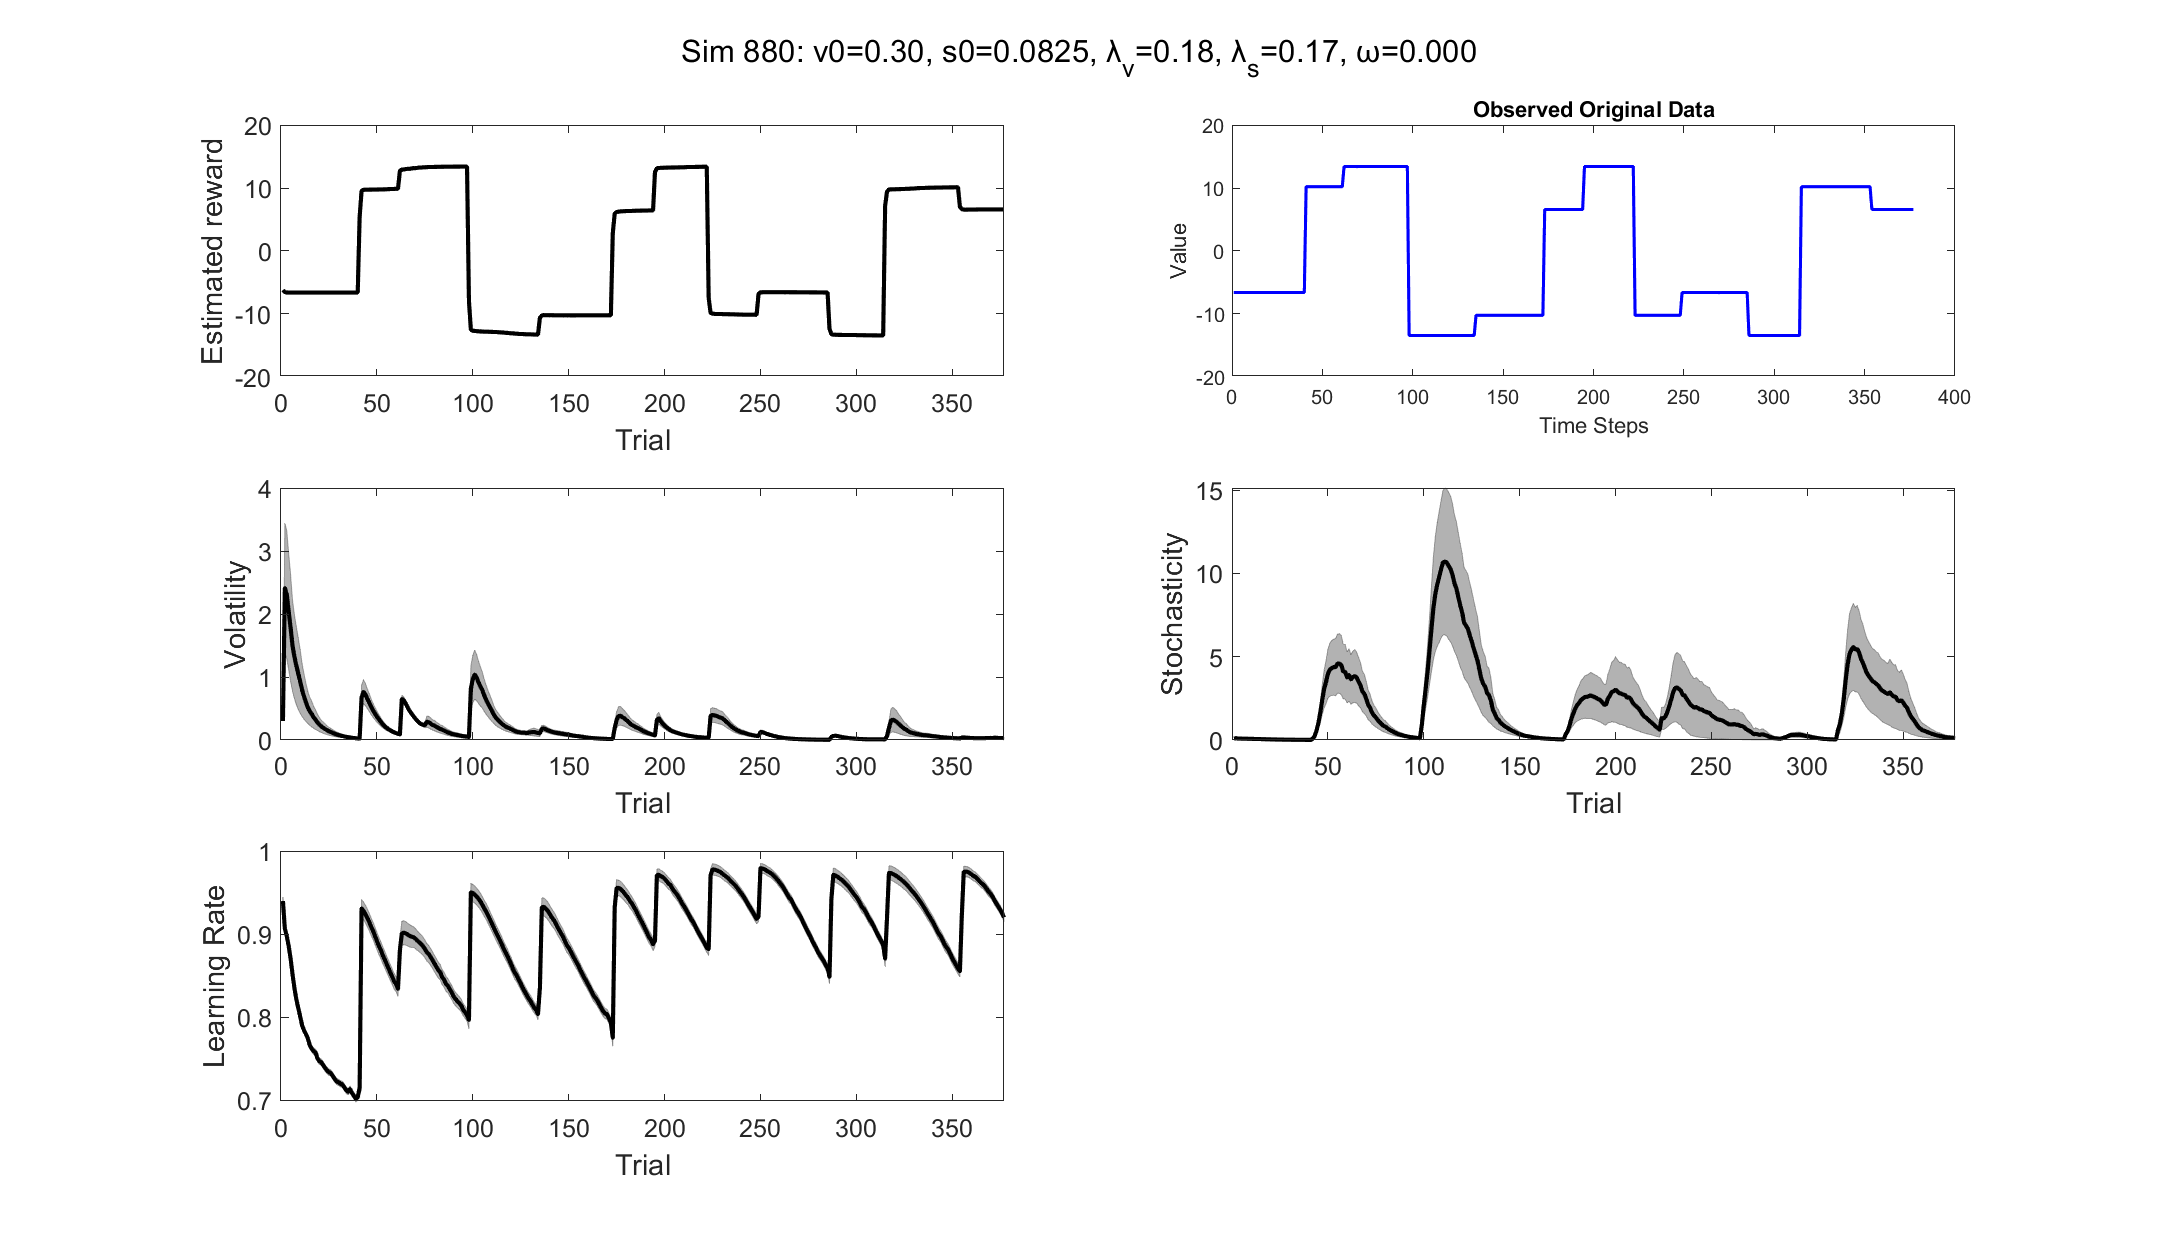 Sim 880: v0=0.30, s0=0.0825, λv=0.18, λs=0.17, ω=0.000
Estimated reward
20
10
0
-10
-20
0 50 100 150 200 250 300 350
Trial
Observed Original Data
Value
20
10
0
-10
-20
0 50 100 150 200 250 300 350 400
Time Steps
Volatility
4
3
2
1
0
0 50 100 150 200 250 300 350
Trial
Stochasticity
15
10
5
0
0 50 100 150 200 250 300 350
Trial
Learning Rate
1
0.9
0.8
0.7
0 50 100 150 200 250 300 350
Trial